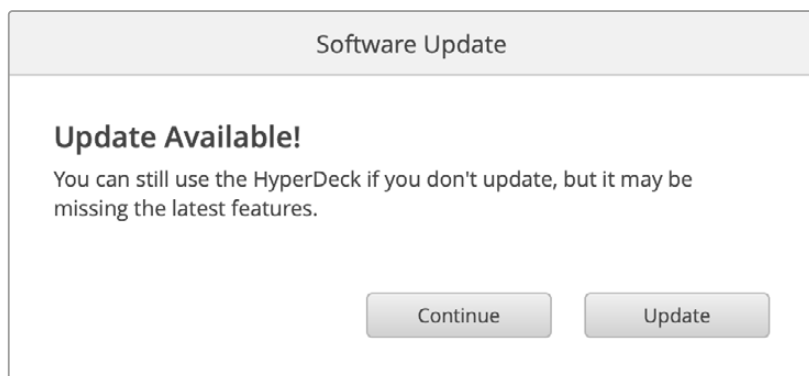 Software Update
Update Available!
You can still use the HyperDeck if you don't update, but it may be
missing the latest features.
Continue
Update